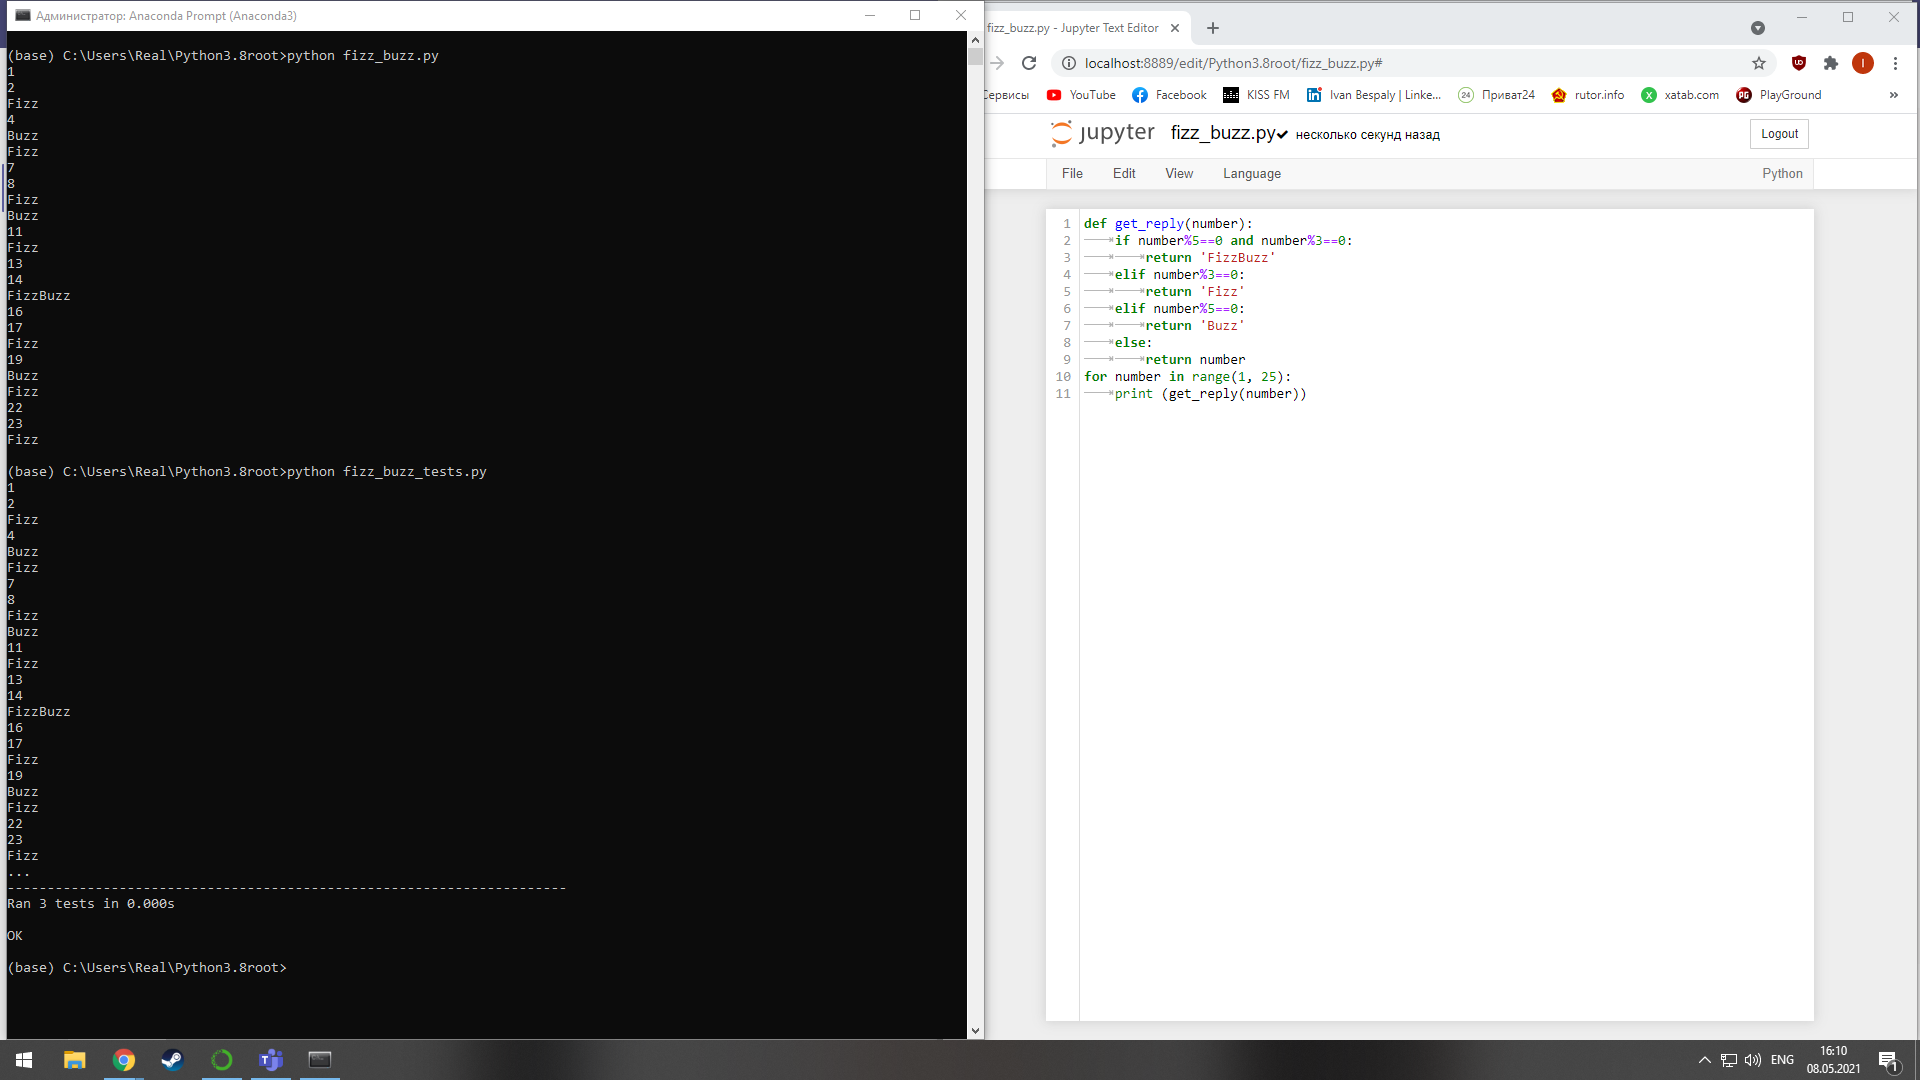 Администратор: Anaconda Prompt (Anaconda3)
(base) C:\Users\Real\Python3.8root>python fizz_buzz.py
1
2
Fizz
4
Buzz
Fizz
7
8
Fizz
Buzz
11
Fizz
13
14
FizzBuzz
16
17
Fizz
19
Buzz
Fizz
22
23
Fizz
(base) C:\Users\Real\Python3.8root>python fizz_buzz_tests.py
1
2
Fizz
4
Buzz
Fizz
7
8
Fizz
Buzz
11
Fizz
13
14
FizzBuzz
16
17
Fizz
19
Buzz
Fizz
22
23
Fizz
...
----------------------------------------------------------------------
Ran 3 tests in 0.000s
OK
(base) C:\Users\Real\Python3.8root>
fizz_buzz.py - Jupyter Text Editor
localhost:8889/edit/Python3.8root/fizz_buzz.py#
I
Сервисы YouTube Facebook KISS FM Ivan Bespaly | Linke... 24 Приват24 rutor.info X xatab.com PG PlayGround »
jupyter fizz_buzz.py несколько секунд назад Logout
File Edit View Language Python
1 def get_reply(number):
2 if number%5==0 and number%3==0:
3 return 'FizzBuzz'
4 elif number%3==0:
5 return 'Fizz'
6 elif number%5==0:
7 return 'Buzz'
8 else:
9 return number
10 for number in range(1, 25):
11 print (get_reply(number))
ENG
16:10
08.05.2021
1